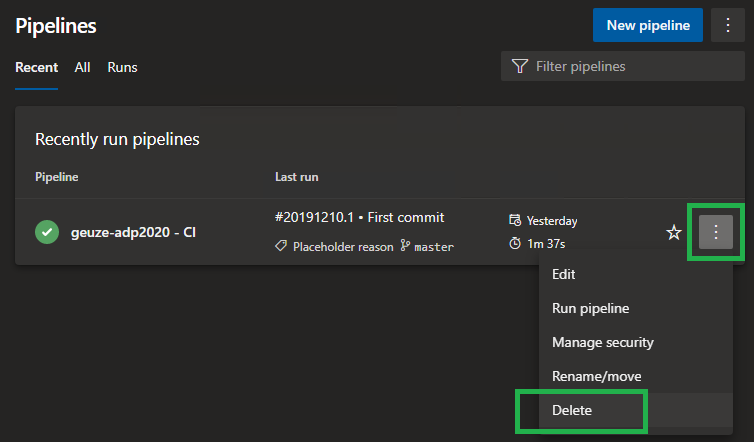 Pipelines
New pipeline
Recent All Runs
Filter pipelines
Recently run pipelines
Pipeline Last run
geuze-adp2020 - CI
#20191210.1 • First commit
Placeholder reason master
Yesterday
1m 37s
Edit
Run pipeline
Manage security
Rename/move
Delete